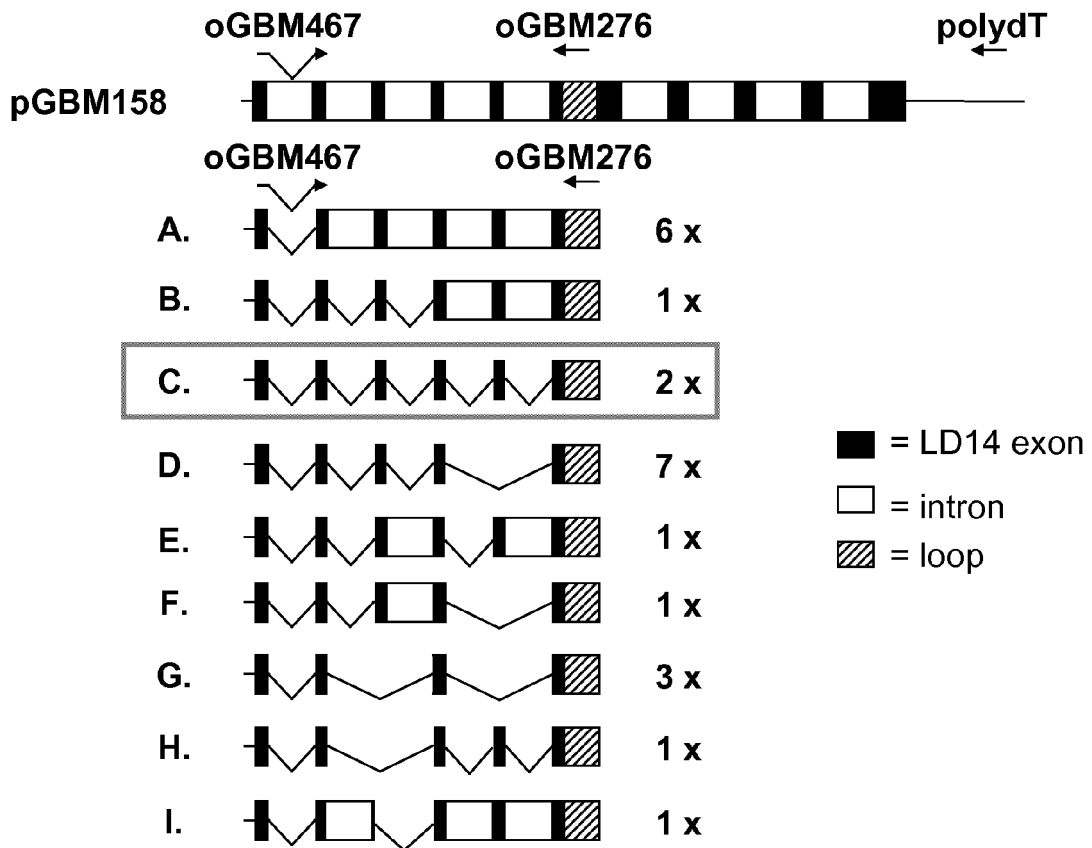 oGBM467 oGBM276 polydT
pGBM158
oGBM467 oGBM276
A. 6 x
B. 1 x
C. 2 x
D. 7 x
E. 1 x
F. 1 x
G. 3 x
H. 1 x
I. 1 x
= LD14 exon
= intron
= loop